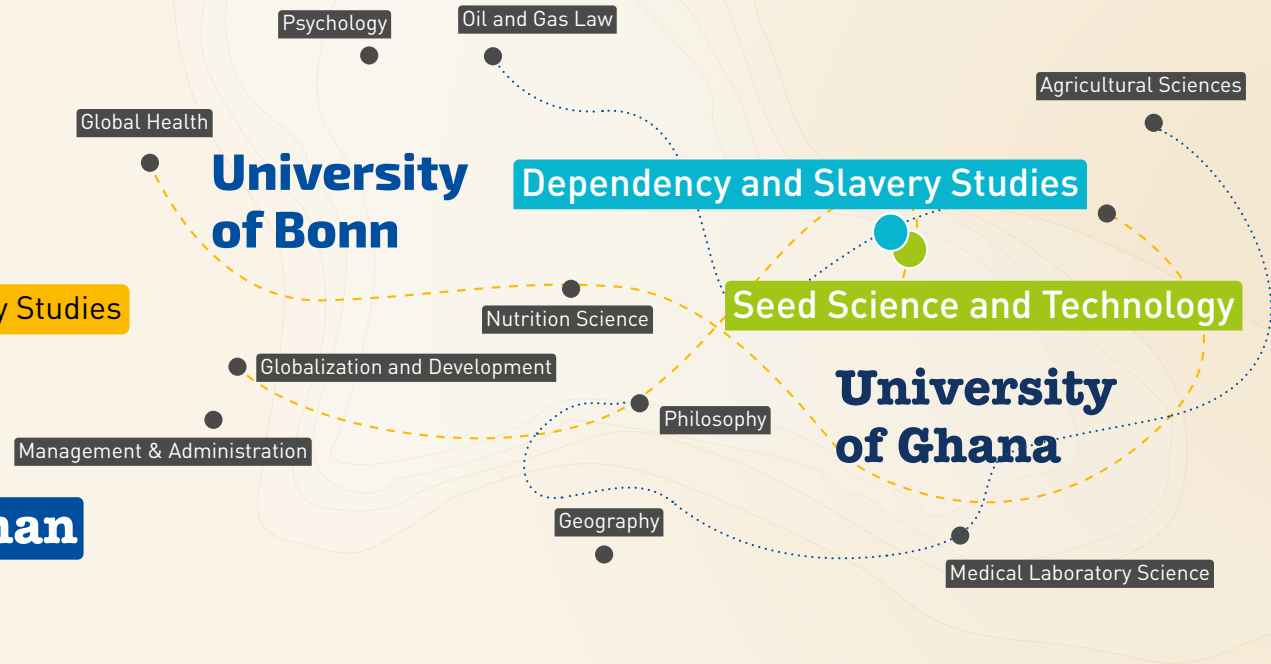 Psychology
Oil and Gas Law
Agricultural Sciences
Global Health
University
of Bonn
Dependency and Slavery Studies
Studies
Nutrition Science
Seed Science and Technology
Globalization and Development
University
of Ghana
Philosophy
Management & Administration
Geography
Medical Laboratory Science